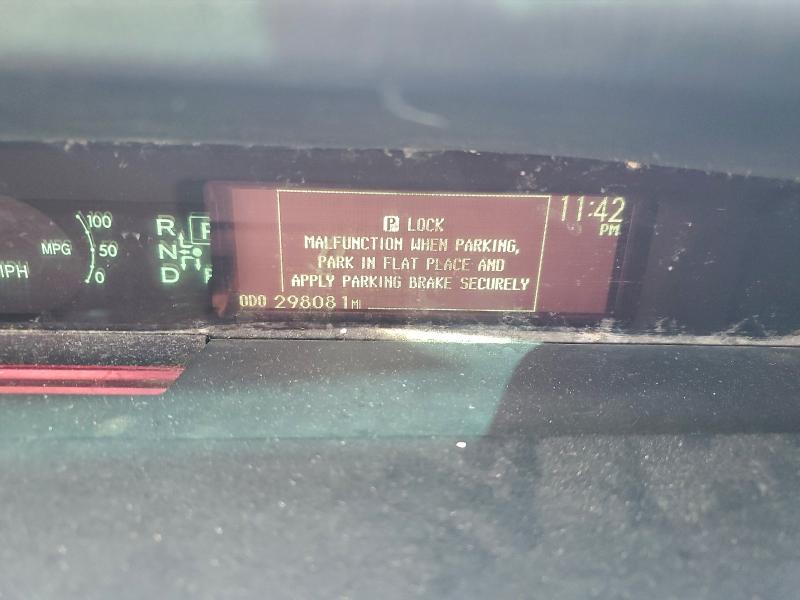 100
MPG 50
MPH 0
R P
N
D
P LOCK
MALFUNCTION WHEN PARKING,
PARK IN FLAT PLACE AND
APPLY PARKING BRAKE SECURELY
11:42
PM
ODO 298081 MI